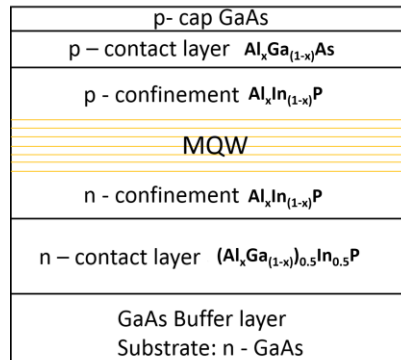 p- cap GaAs
p – contact layer AlₓGa₍₁₋ₓ₎As
p - confinement AlₓIn₍₁₋ₓ₎P
MQW
n - confinement AlₓIn₍₁₋ₓ₎P
n – contact layer (AlₓGa₍₁₋ₓ₎)₀.₅In₀.₅P
GaAs Buffer layer
Substrate: n - GaAs